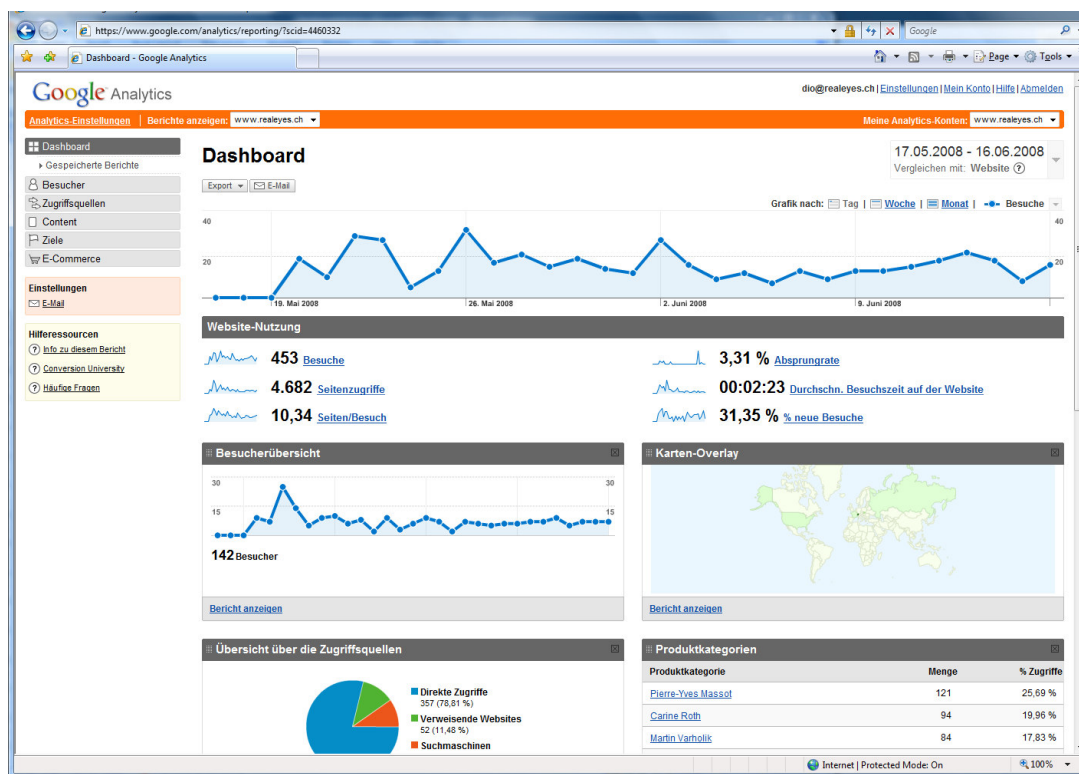 https://www.google.com/analytics/reporting/?scid=4460332
Google
Dashboard - Google Analytics
Page
Tools
Google Analytics
dio@realeyes.ch | Einstellungen | Mein Konto | Hilfe | Abmelden
Analytics-Einstellungen | Berichte anzeigen: www.realeyes.ch
Meine Analytics-Konten: www.realeyes.ch
Dashboard
Gespeicherte Berichte
Besucher
Zugriffsquellen
Content
Ziele
E-Commerce
Einstellungen
E-Mail
Hilferessourcen
Info zu diesem Bericht
Conversion University
Häufige Fragen
Dashboard
17.05.2008 - 16.06.2008
Vergleichen mit: Website
Export
E-Mail
Grafik nach: Tag | Woche | Monat | Besuche
40
40
20
20
19. Mai 2008
26. Mai 2008
2. Juni 2008
9. Juni 2008
Website-Nutzung
453 Besuche
3,31 % Absprungrate
4.682 Seitenzugriffe
00:02:23 Durchschn. Besuchszeit auf der Website
10,34 Seiten/Besuch
31,35 % % neue Besuche
Besucherübersicht
30
30
15
15
142 Besucher
Bericht anzeigen
Karten-Overlay
Bericht anzeigen
Übersicht über die Zugriffsquellen
Direkte Zugriffe
357 (78,81 %)
Verweisende Websites
52 (11,48 %)
Suchmaschinen
Produktkategorien
Produktkategorie Menge % Zugriffe
Pierre-Yves Massot 121 25,69 %
Carine Roth 94 19,96 %
Martin Varholik 84 17,83 %
Internet | Protected Mode: On
100%